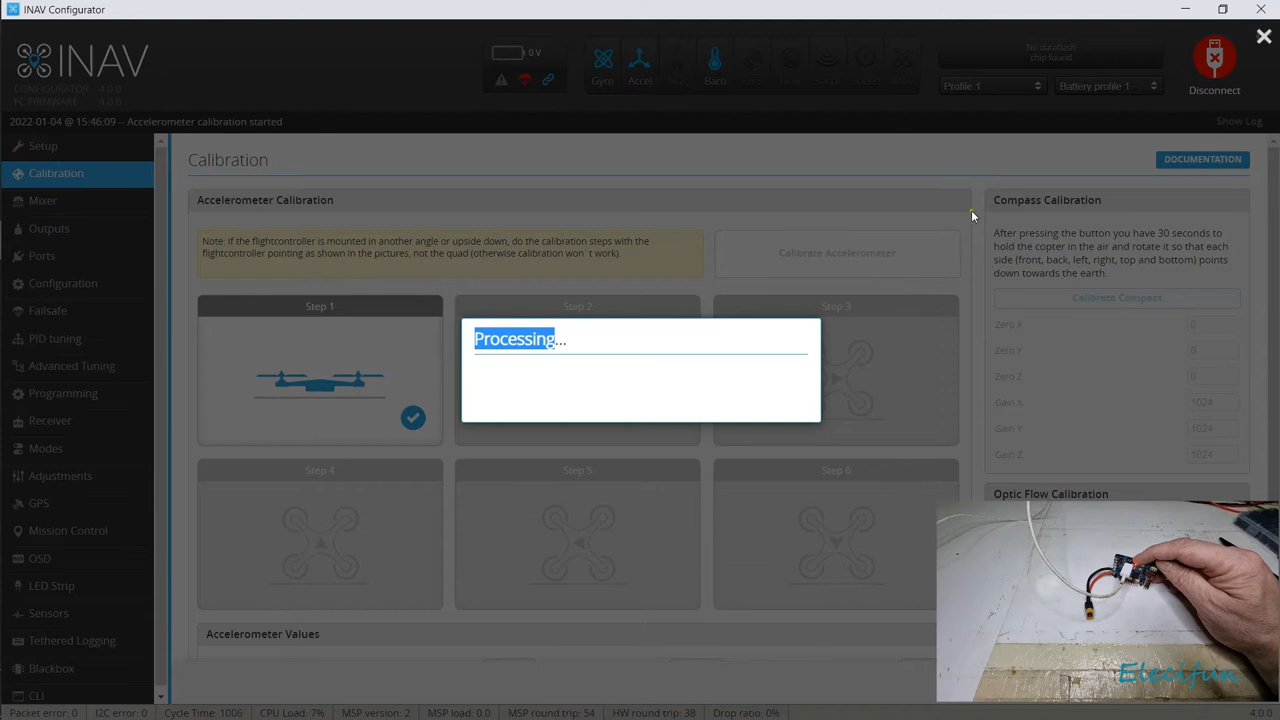 INAV Configurator
INAV
CONFIGURATOR 4.0.0
FC FIRMWARE 4.0.0
0 V
Gyro
Accel
Baro
No dataflash
chip found
Profile 1
Battery profile 1
Disconnect
2022-01-04 @ 15:46:09 -- Accelerometer calibration started
Show Log
Setup
Calibration
Mixer
Outputs
Ports
Configuration
Failsafe
PID tuning
Advanced Tuning
Programming
Receiver
Modes
Adjustments
GPS
Mission Control
OSD
LED Strip
Sensors
Tethered Logging
Blackbox
CLI
Calibration
DOCUMENTATION
Accelerometer Calibration
Note: If the flightcontroller is mounted in another angle or upside down, do the calibration steps with the
flightcontroller pointing as shown in the pictures, not the quad (otherwise calibration won`t work).
Calibrate Accelerometer
Step 1
Step 2
Step 3
Processing...
Step 4
Step 5
Step 6
Accelerometer Values
Compass Calibration
After pressing the button you have 30 seconds to
hold the copter in the air and rotate it so that each
side (front, back, left, right, top and bottom) points
down towards the earth.
Calibrate Compass
Zero X 0
Zero Y 0
Zero Z 0
Gain X 1024
Gain Y 1024
Gain Z 1024
Optic Flow Calibration
Elecifun
Packet error: 0
I2C error: 0
Cycle Time: 1006
CPU Load: 7%
MSP version: 2
MSP load: 0.0
MSP round trip: 54
HW round trip: 38
Drop ratio: 0%
4.0.0